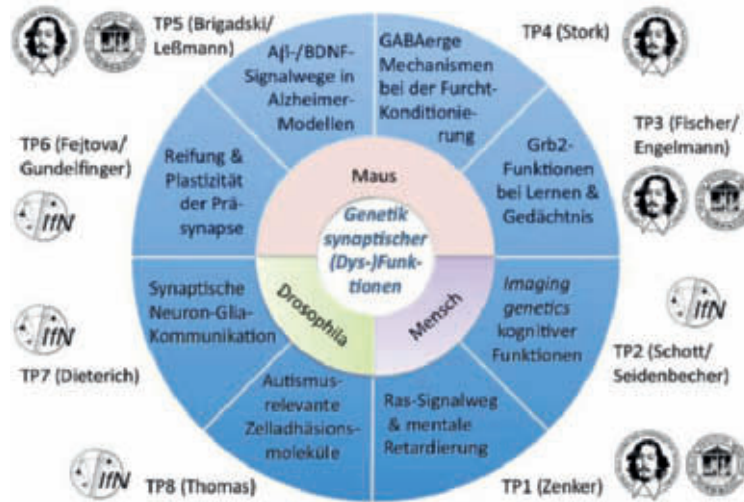 TP5 (Brigadski/
Leßmann)
TP4 (Stork)
Aβ-/BDNF-
Signalwege in
Alzheimer-
Modellen
GABAerge
Mechanismen
bei der Furcht-
Konditionie-
rung
TP6 (Fejtova/
Gundelfinger)
IfN
TP3 (Fischer/
Engelmann)
Reifung &
Plastizität
der Prä-
synapse
Grb2-
Funktionen
bei Lernen &
Gedächtnis
Maus
Genetik
synaptischer
(Dys-)Funk-
tionen
Drosophila
Mensch
Synaptische
Neuron-Glia-
Kommunikation
Imaging
genetics
kognitiver
Funktionen
IfN
TP7 (Dieterich)
IfN
TP2 (Schott/
Seidenbecher)
Autismus-
relevante
Zelladhäsions-
moleküle
Ras-Signalweg
& mentale
Retardierung
IfN
TP8 (Thomas)
TP1 (Zenker)